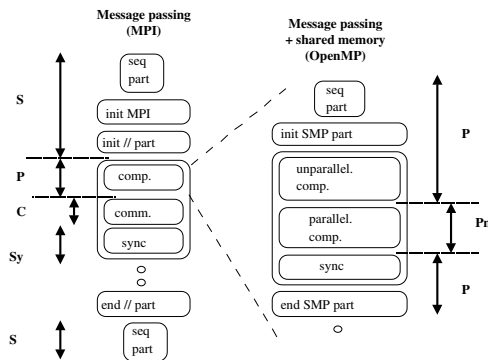 Message passing
(MPI)
Message passing
+ shared memory
(OpenMP)
seq
part
S
init MPI
init // part
P
comp.
C
comm.
Sy
sync
end // part
S
seq
part
seq
part
P
init SMP part
unparallel.
comp.
parallel.
comp.
sync
P
end SMP part